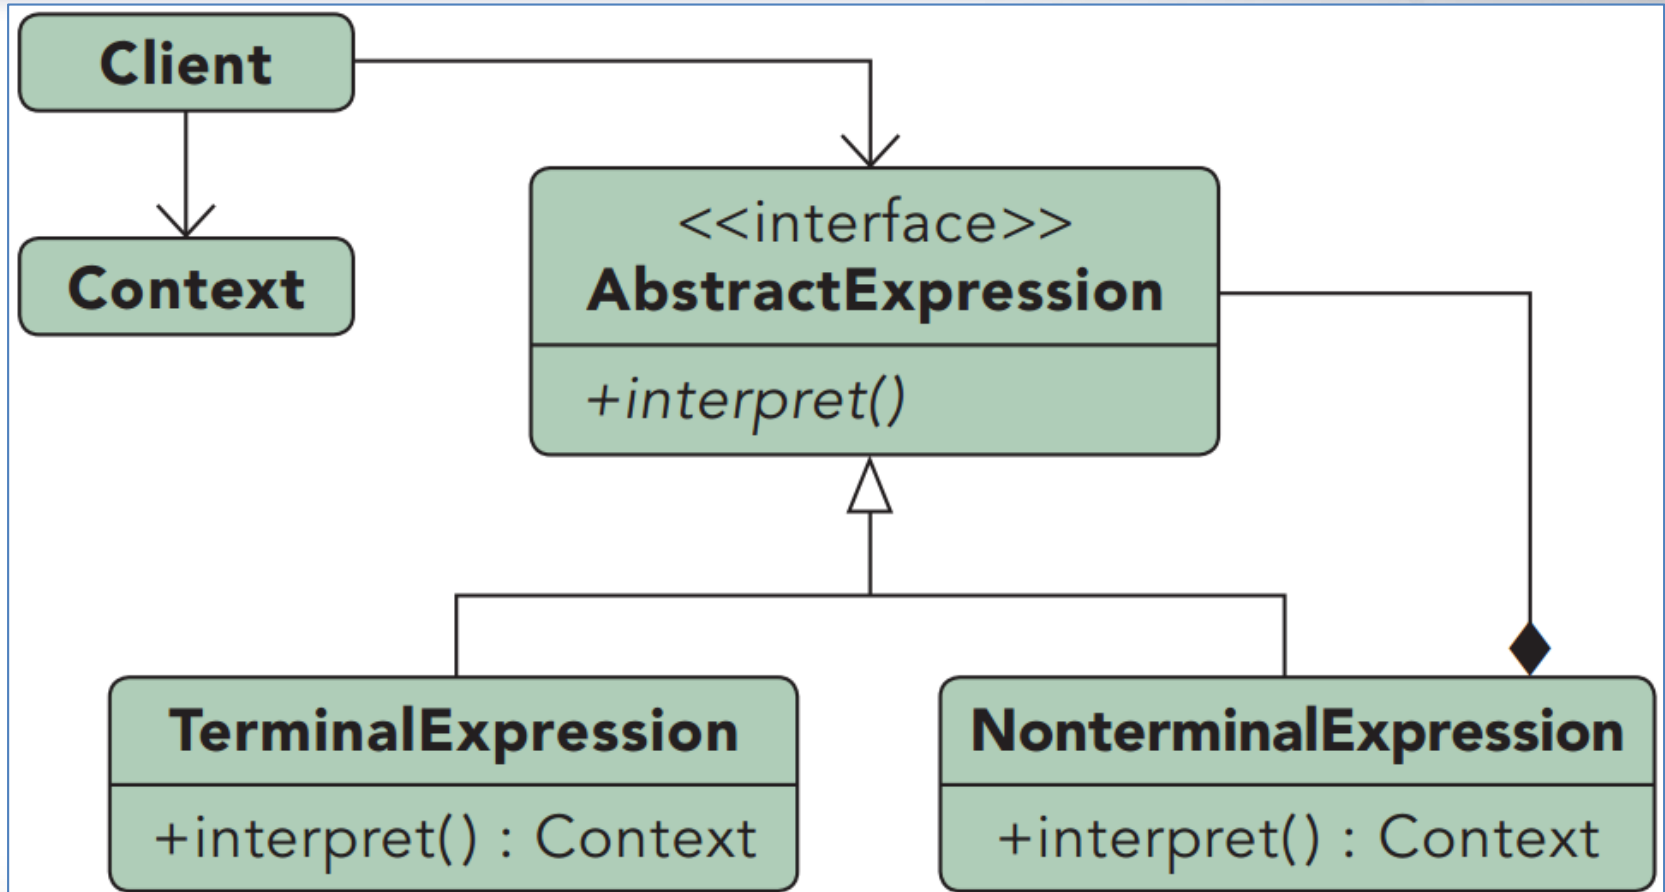 Client
Context
<<interface>>
AbstractExpression
+interpret()
TerminalExpression
+interpret() : Context
NonterminalExpression
+interpret() : Context